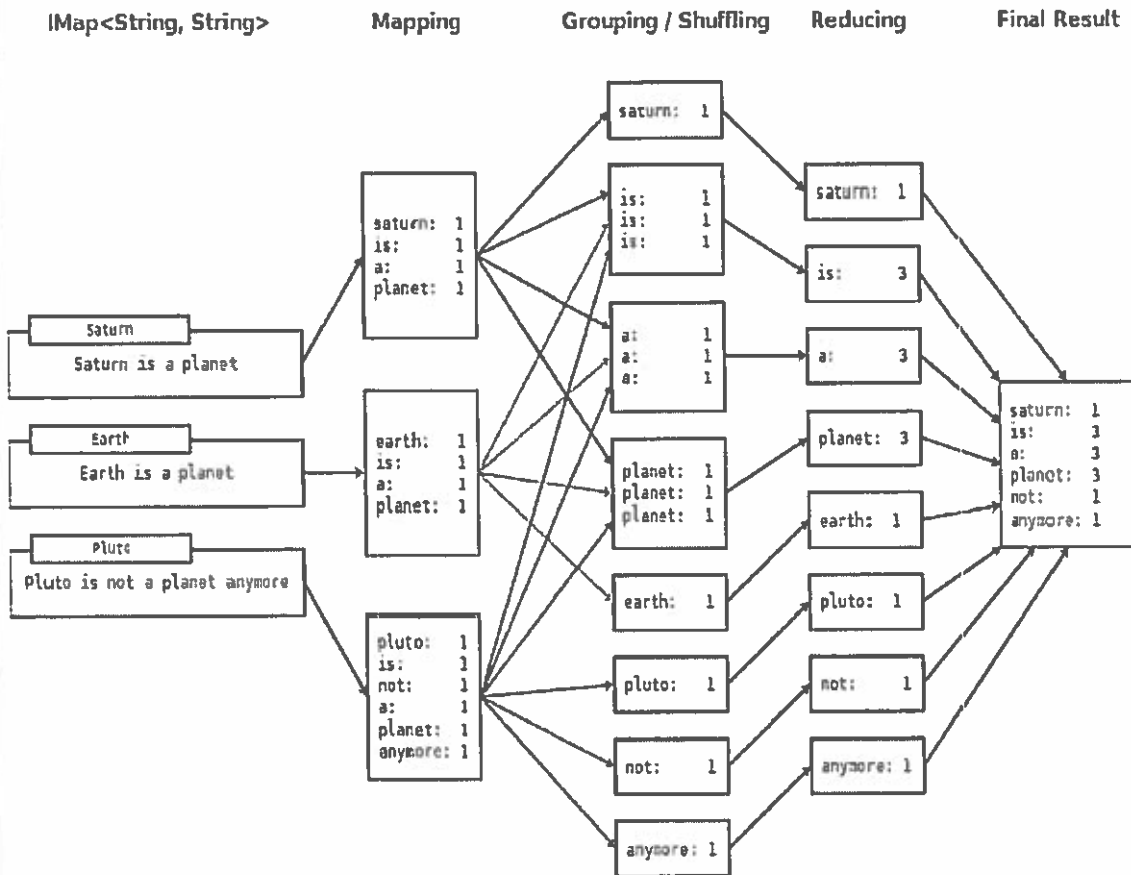 IMap<String, String>
Mapping
Grouping / Shuffling
Reducing
Final Result
Saturn
Saturn is a planet
Earth
Earth is a planet
Pluto
Pluto is not a planet anymore
saturn: 1
is: 1
a: 1
planet: 1
earth: 1
is: 1
a: 1
planet: 1
pluto: 1
is: 1
not: 1
a: 1
planet: 1
anymore: 1
saturn: 1
is: 1
is: 1
is: 1
a: 1
a: 1
a: 1
planet: 1
planet: 1
planet: 1
earth: 1
pluto: 1
not: 1
anymore: 1
saturn: 1
is: 3
a: 3
planet: 3
earth: 1
pluto: 1
not: 1
anymore: 1
saturn: 1
is: 3
a: 3
planet: 3
not: 1
anymore: 1